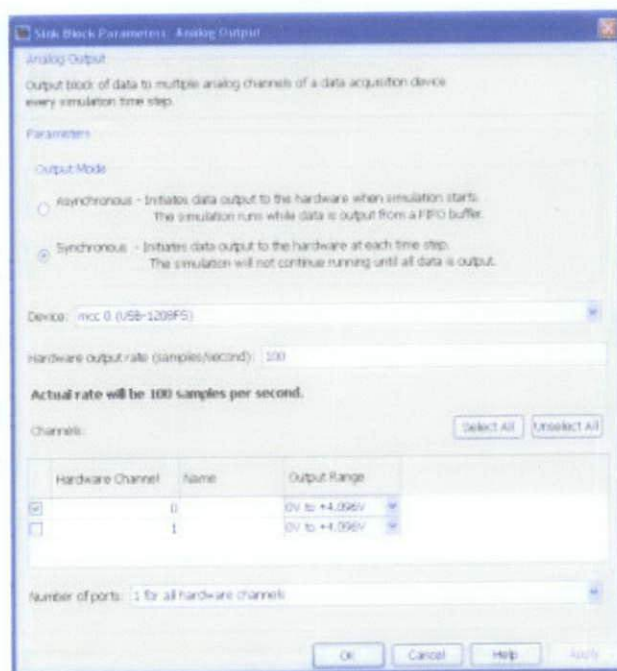 Sink Block Parameters: Analog Output
Analog Output
Output block of data to multiple analog channels of a data acquisition device
every simulation time step.
Parameters
Output Mode
Asynchronous - Initiates data output to the hardware when simulation starts.
The simulation runs while data is output from a FIFO buffer.
Synchronous - Initiates data output to the hardware at each time step.
The simulation will not continue running until all data is output.
Device: mcc 0 (USB-1208FS)
Hardware output rate (samples/second): 100
Actual rate will be 100 samples per second.
Channels: Select All Unselect All
Hardware Channel Name Output Range
0 0V to +4.096V
1 0V to +4.096V
Number of ports: 1 for all hardware channels
OK Cancel Help Apply